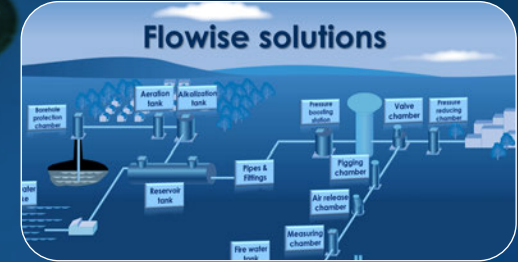 Flowise solutions
Aeration
tank
Alkalization
tank
Borehole
protection
chamber
Pressure
boosting
station
Valve
chamber
Pressure
reducing
chamber
Pipes &
Fittings
Pigging
chamber
Reservoir
tank
Air release
chamber
Measuring
chamber
Fire water
tank